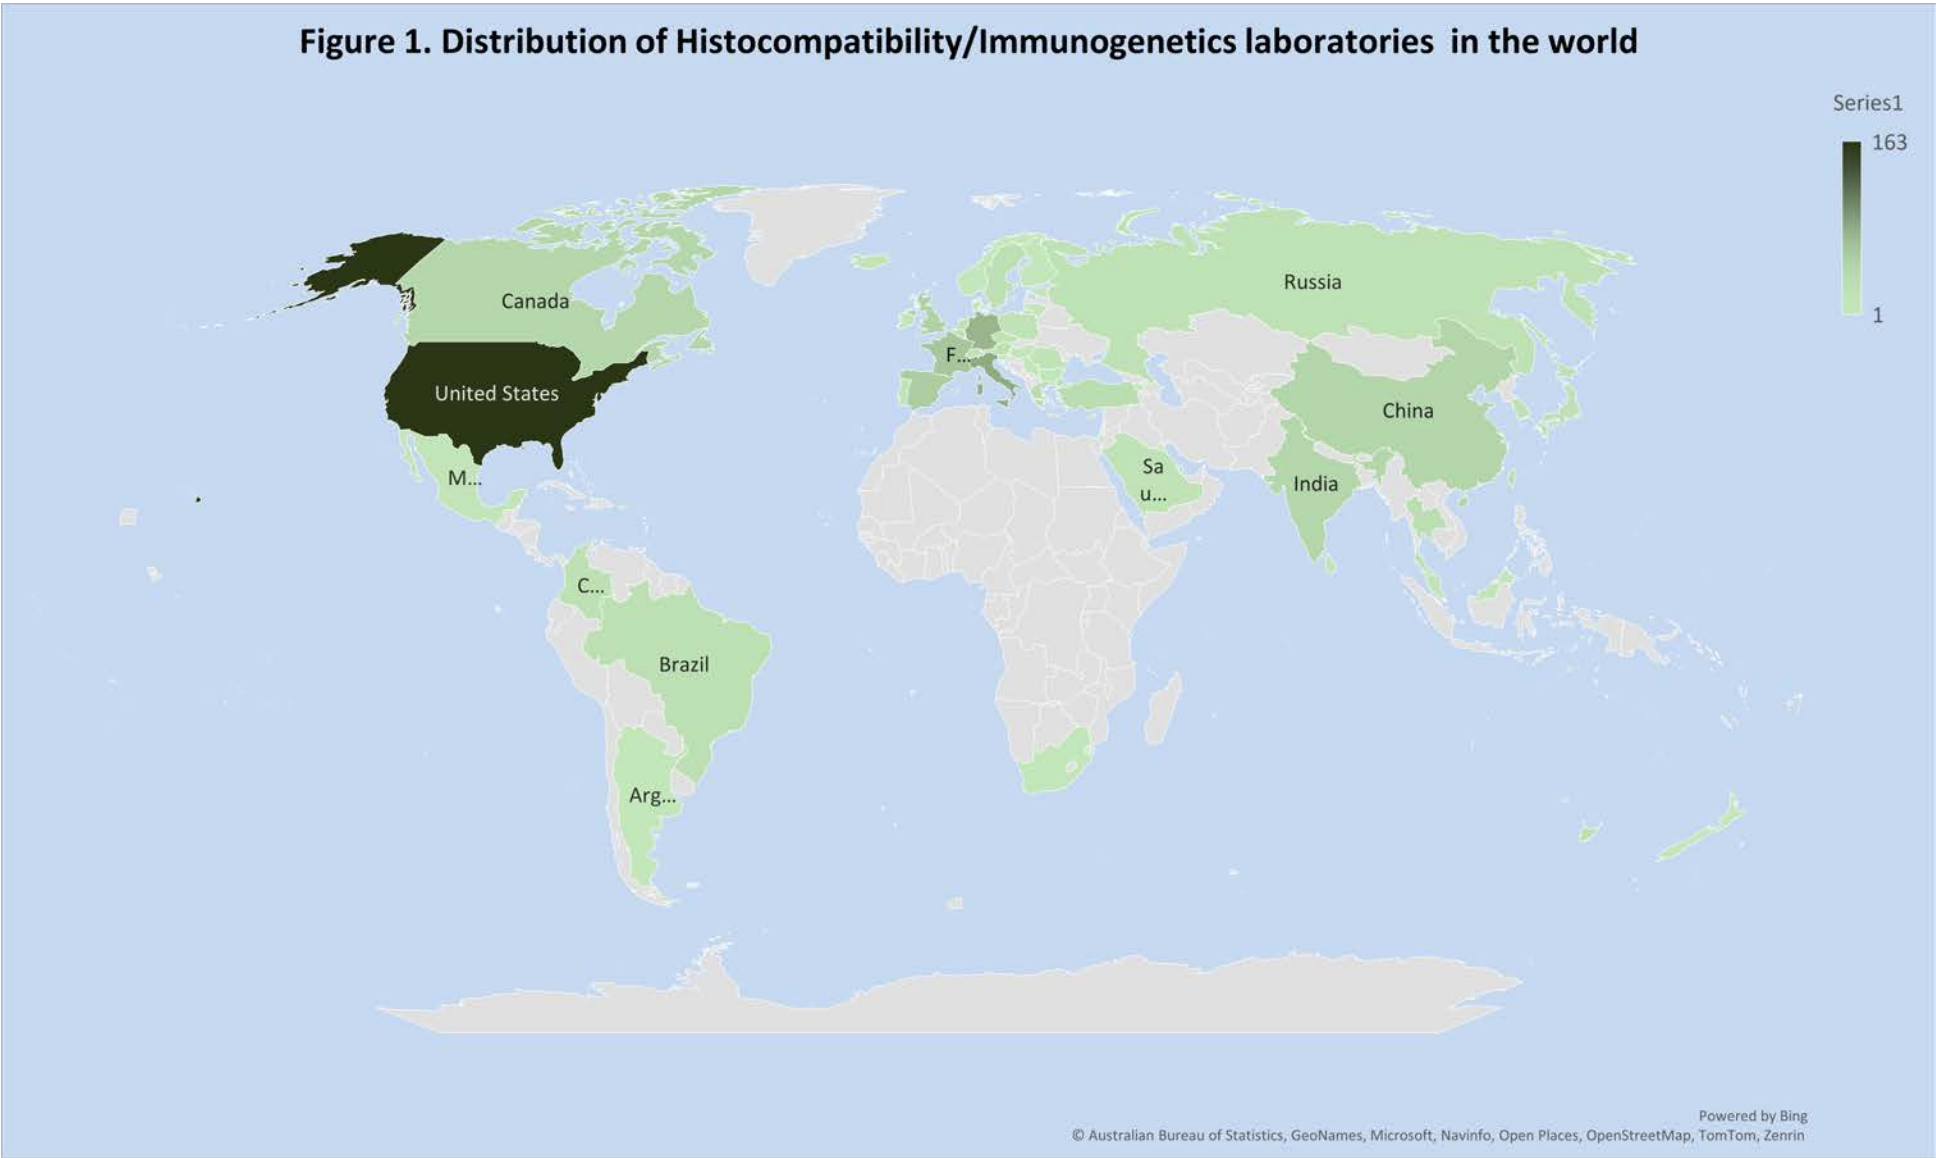 Figure 1. Distribution of Histocompatibility/Immunogenetics laboratories  in the world
Series1
163
1
Canada
Russia
United States
F...
China
M...
Sa
u...
India
C...
Brazil
Arg...
Powered by Bing
© Australian Bureau of Statistics, GeoNames, Microsoft, Navinfo, Open Places, OpenStreetMap, TomTom, Zenrin